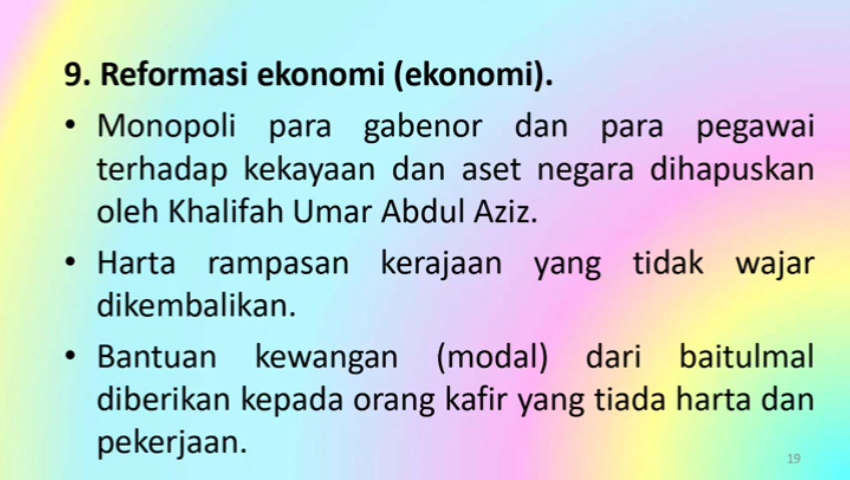 9. Reformasi ekonomi (ekonomi).
• Monopoli para gabenor dan para pegawai
terhadap kekayaan dan aset negara dihapuskan
oleh Khalifah Umar Abdul Aziz.
• Harta rampasan kerajaan yang tidak wajar
dikembalikan.
• Bantuan kewangan (modal) dari baitulmal
diberikan kepada orang kafir yang tiada harta dan
pekerjaan.
19